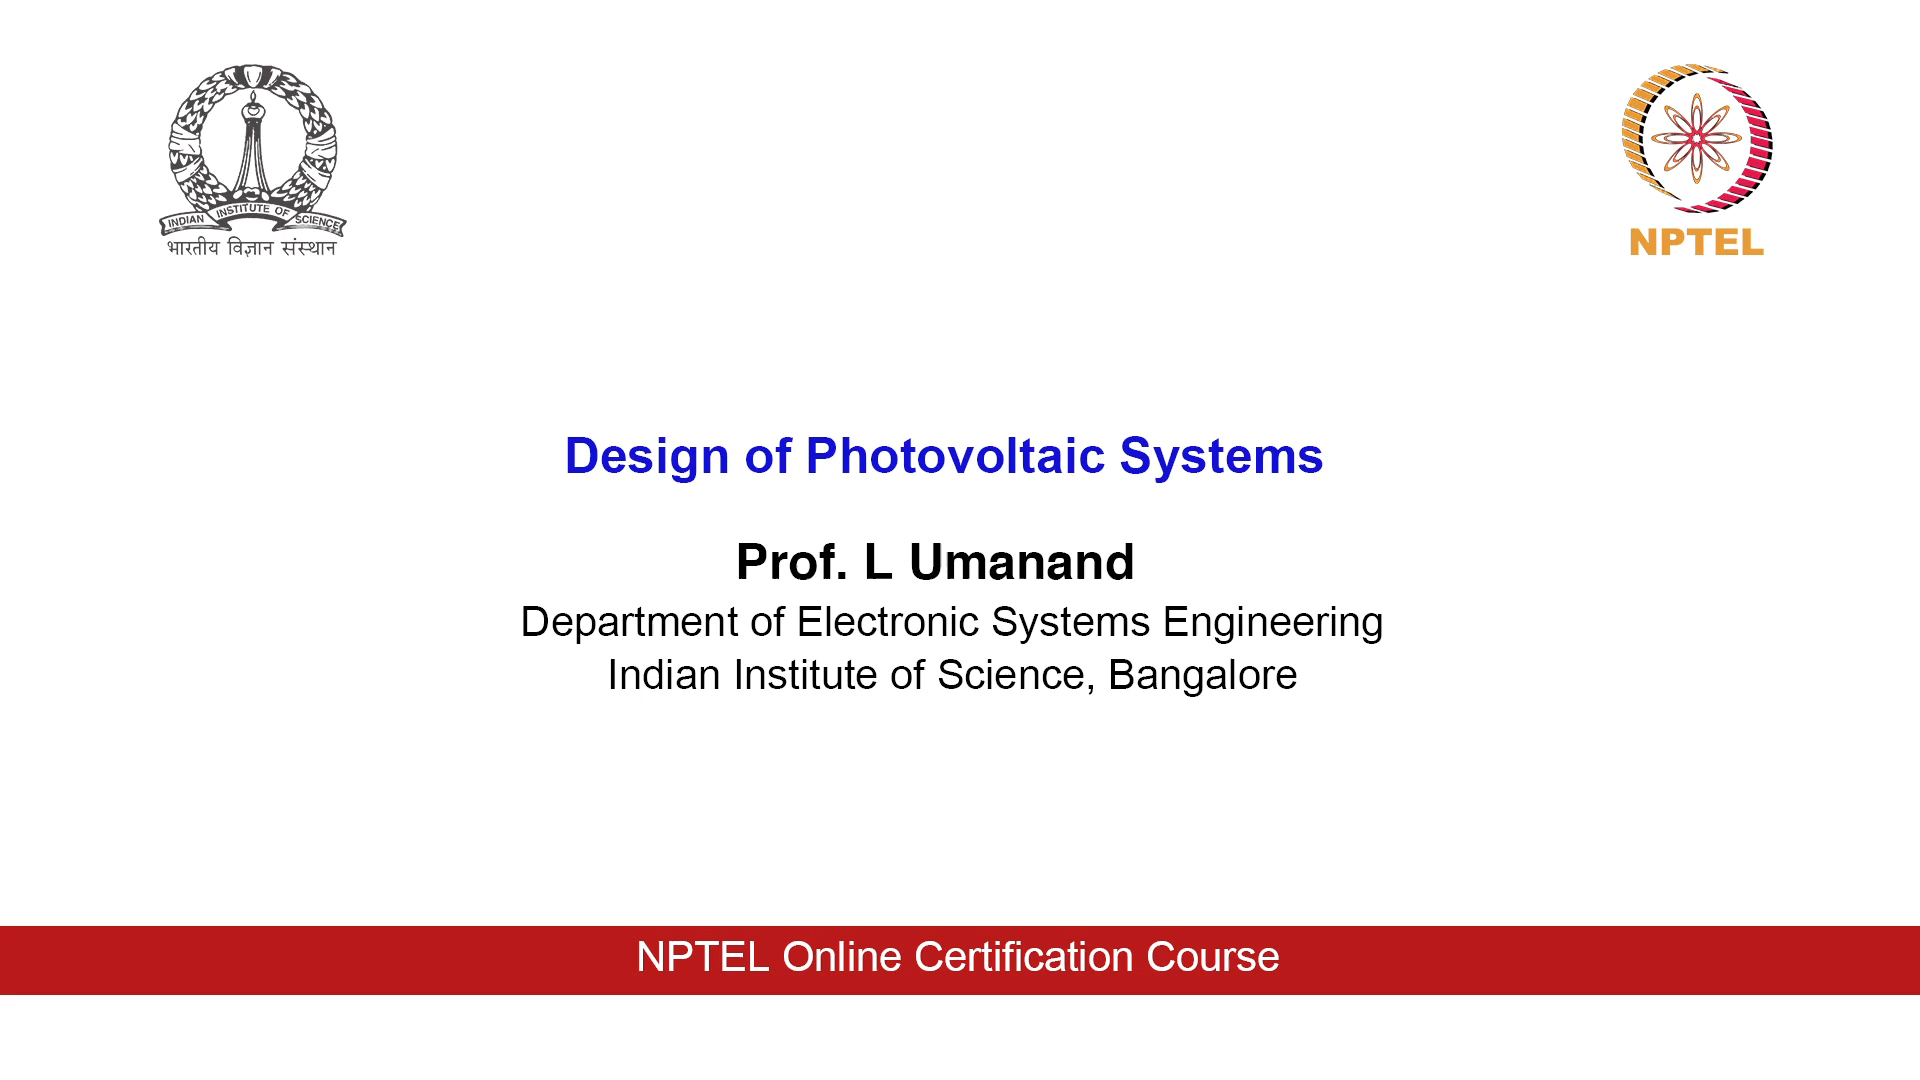 INDIAN INSTITUTE OF SCIENCE
भारतीय विज्ञान संस्थान
NPTEL
Design of Photovoltaic Systems
Prof. L Umanand
Department of Electronic Systems Engineering
Indian Institute of Science, Bangalore
NPTEL Online Certification Course